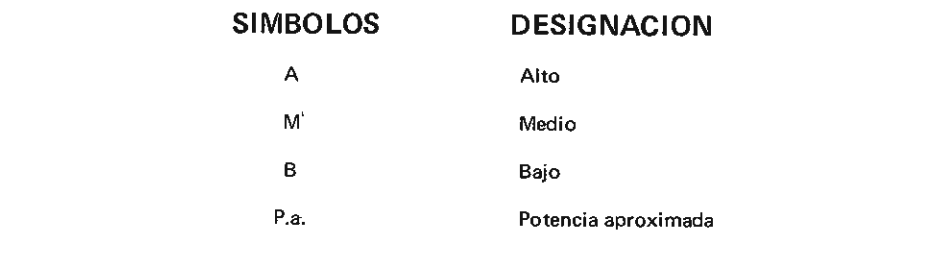 SIMBOLOS DESIGNACION
A Alto
M' Medio
B Bajo
P.a. Potencia aproximada